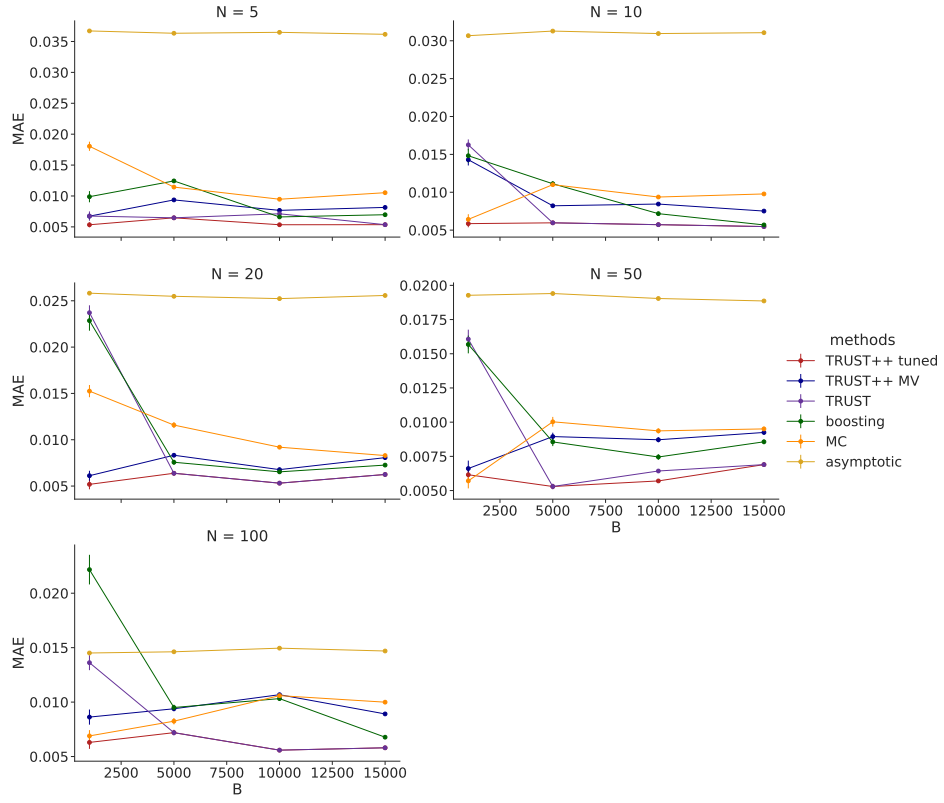 N = 5
N = 10
0.035
0.030
0.025
0.020
0.015
0.010
0.005
MAE
0.030
0.025
0.020
0.015
0.010
0.005
N = 20
N = 50
0.025
0.020
0.015
0.010
0.005
0.0200
0.0175
0.0150
0.0125
0.0100
0.0075
0.0050
2500 5000 7500 10000 12500 15000
B
methods
TRUST++ tuned
TRUST++ MV
TRUST
boosting
MC
asymptotic
N = 100
0.020
0.015
0.010
0.005
MAE
2500 5000 7500 10000 12500 15000
B